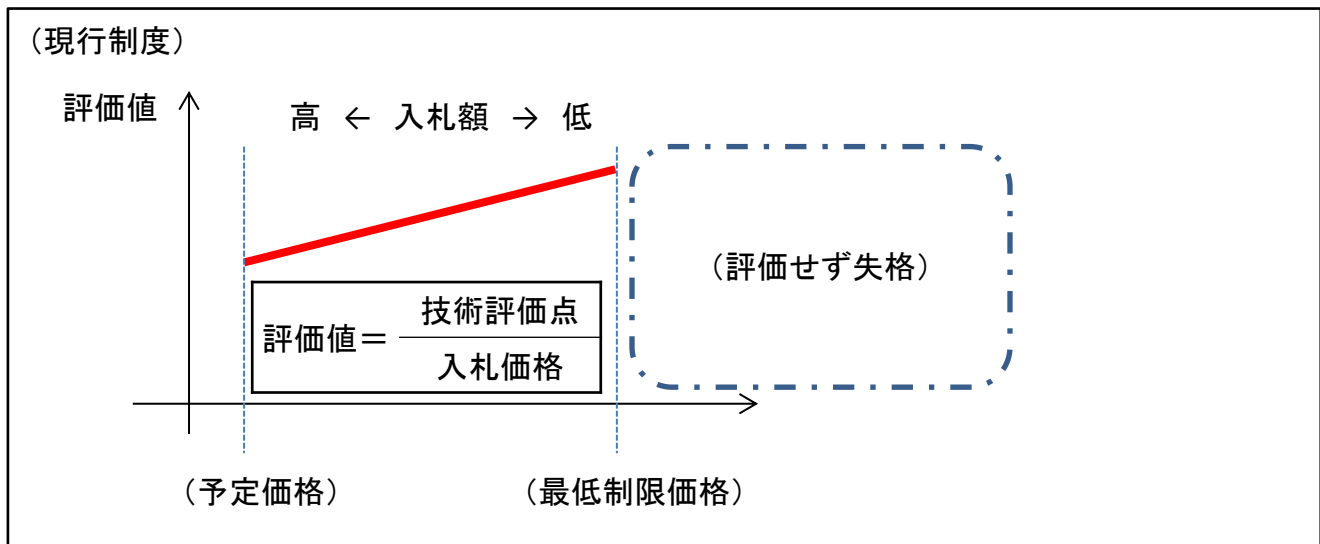 （現行制度）
評価値
高 ← 入札額 → 低
（評価せず失格）
評価値＝
技術評価点
入札価格
（予定価格）
（最低制限価格）